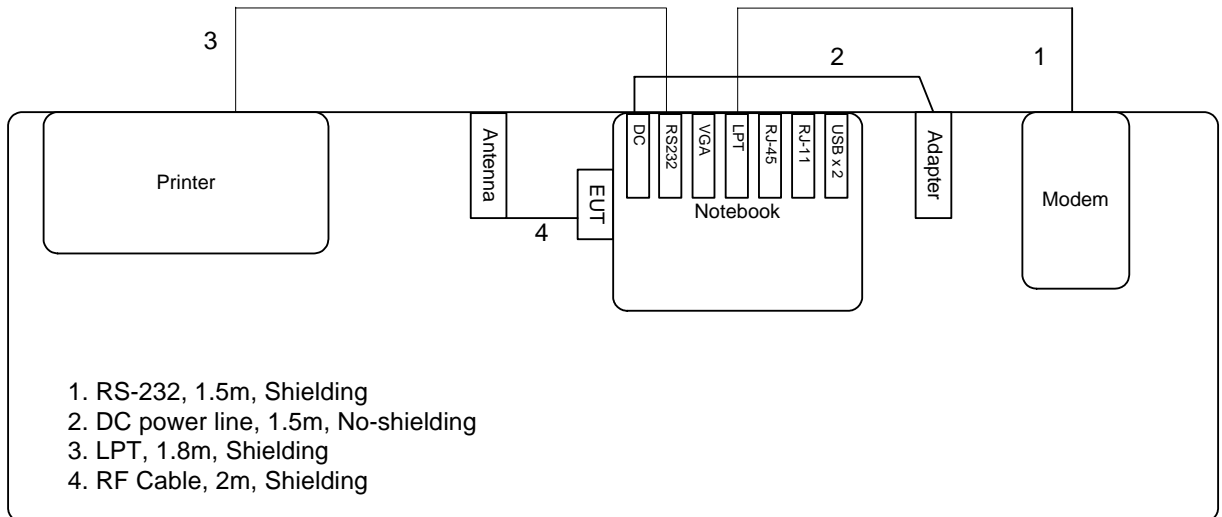 3
2
1
Printer
Antenna
EUT
DC
RS232
VGA
LPT
RJ-45
RJ-11
USB x 2
Notebook
Adapter
Modem
4
1. RS-232, 1.5m, Shielding
2. DC power line, 1.5m, No-shielding
3. LPT, 1.8m, Shielding
4. RF Cable, 2m, Shielding